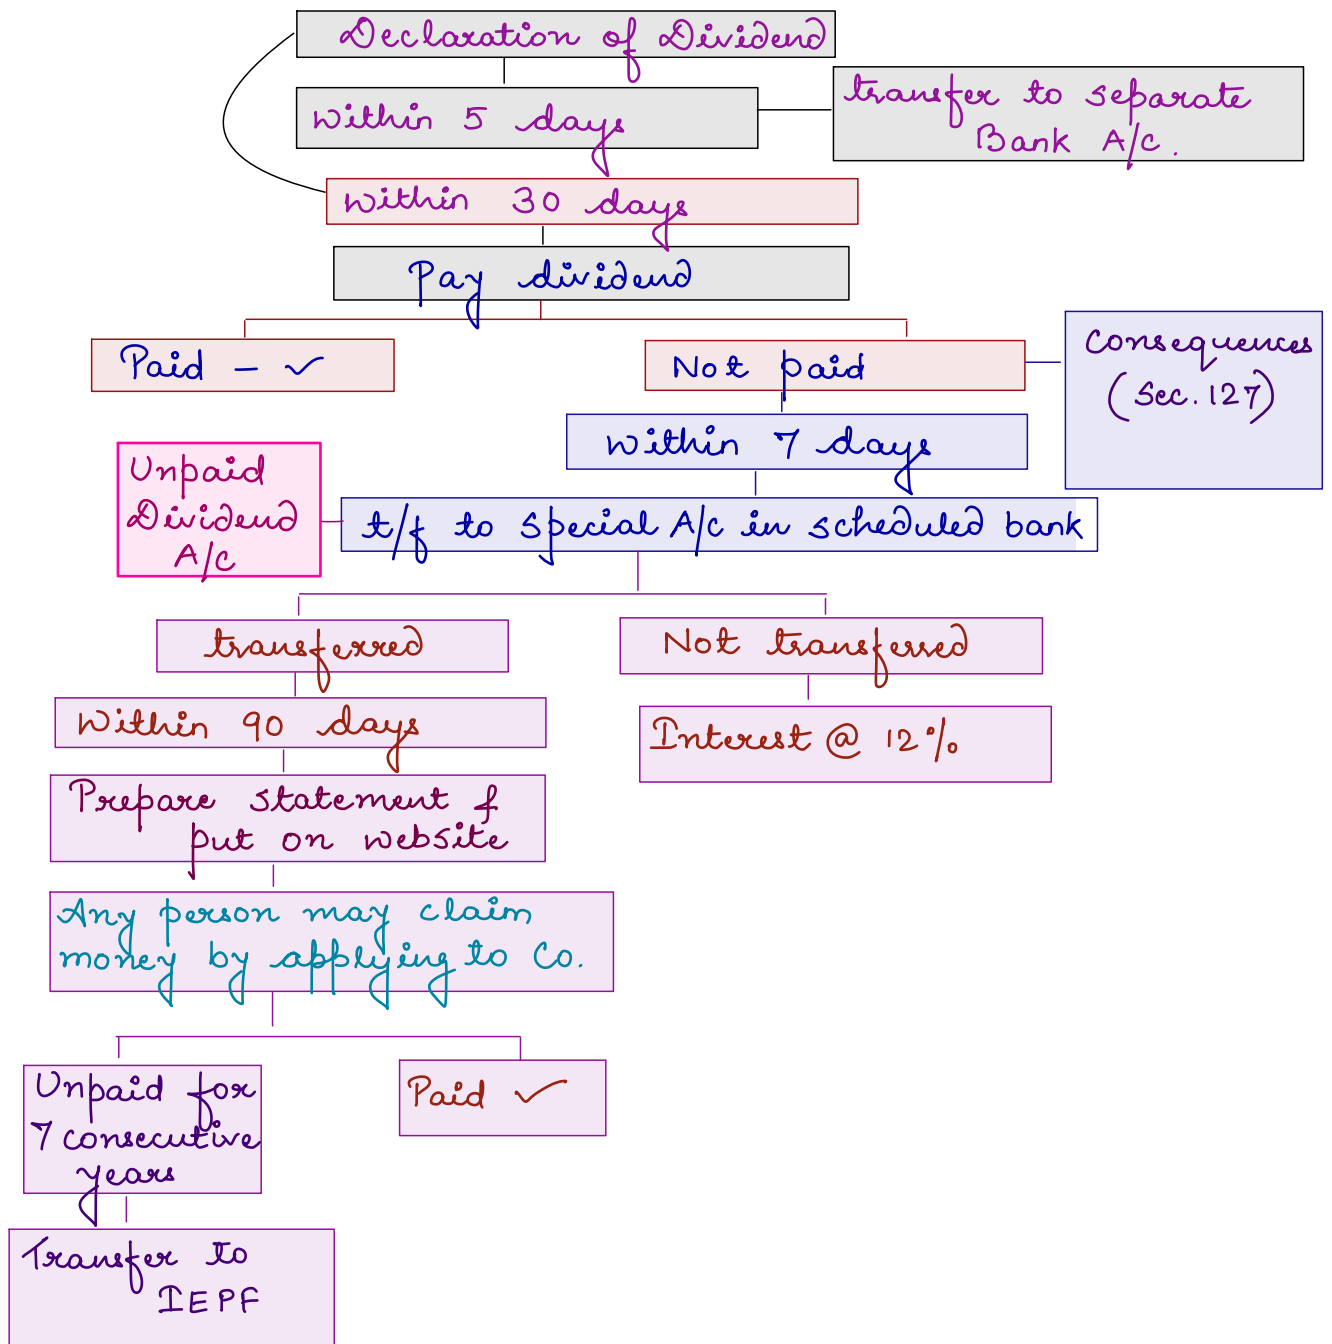 Declaration of Dividend
within 5 days
transfer to separate
Bank A/c.
within 30 days
Pay dividend
Paid - ✓
Not paid
Consequences
(Sec. 127)
within 7 days
Unpaid
Dividend
A/c
t/f to special A/c in scheduled bank
transferred
Not transferred
Within 90 days
Interest @ 12%
Prepare statement &
put on website
Any person may claim
money by applying to Co.
Unpaid for
7 consecutive
years
Paid ✓
Transfer to
IEPF